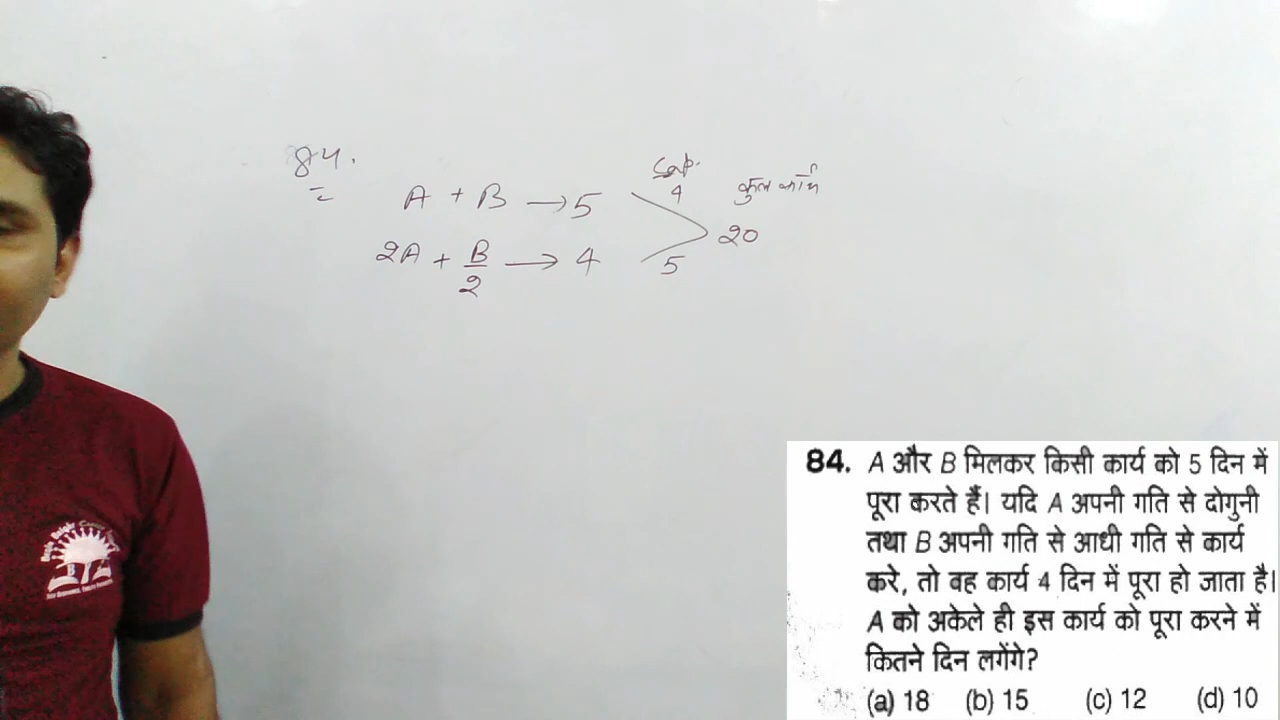 84.
=
A + B → 5
2A + B/2 → 4
Cap.
4
5
कुल कार्य
20
84. A और B मिलकर किसी कार्य को 5 दिन में
पूरा करते हैं। यदि A अपनी गति से दोगुनी
तथा B अपनी गति से आधी गति से कार्य
करे, तो वह कार्य 4 दिन में पूरा हो जाता है।
A को अकेले ही इस कार्य को पूरा करने में
कितने दिन लगेंगे?
(a) 18 (b) 15 (c) 12 (d) 10